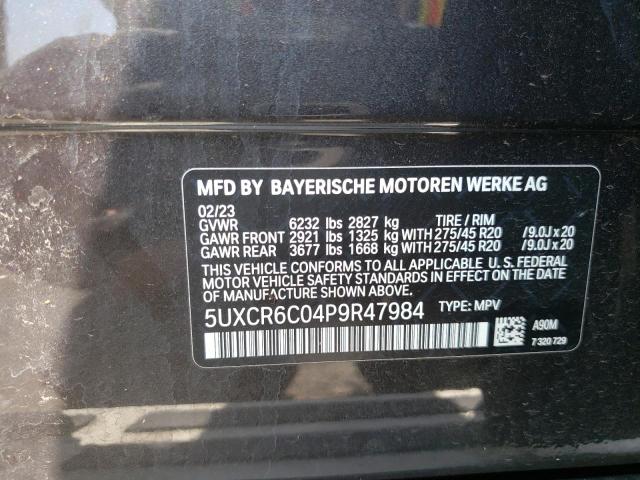 MFD BY BAYERISCHE MOTOREN WERKE AG
02/23
GVWR 6232 lbs 2827 kg TIRE / RIM
GAWR FRONT 2921 lbs 1325 kg WITH 275/45 R20 /9.0J x 20
GAWR REAR 3677 lbs 1668 kg WITH 275/45 R20 /9.0J x 20
THIS VEHICLE CONFORMS TO ALL APPLICABLE U. S. FEDERAL
MOTOR VEHICLE SAFETY STANDARDS IN EFFECT ON THE DATE
OF MANUFACTURE SHOWN ABOVE.
5UXCR6C04P9R47984 TYPE: MPV
A90M
7 320 729